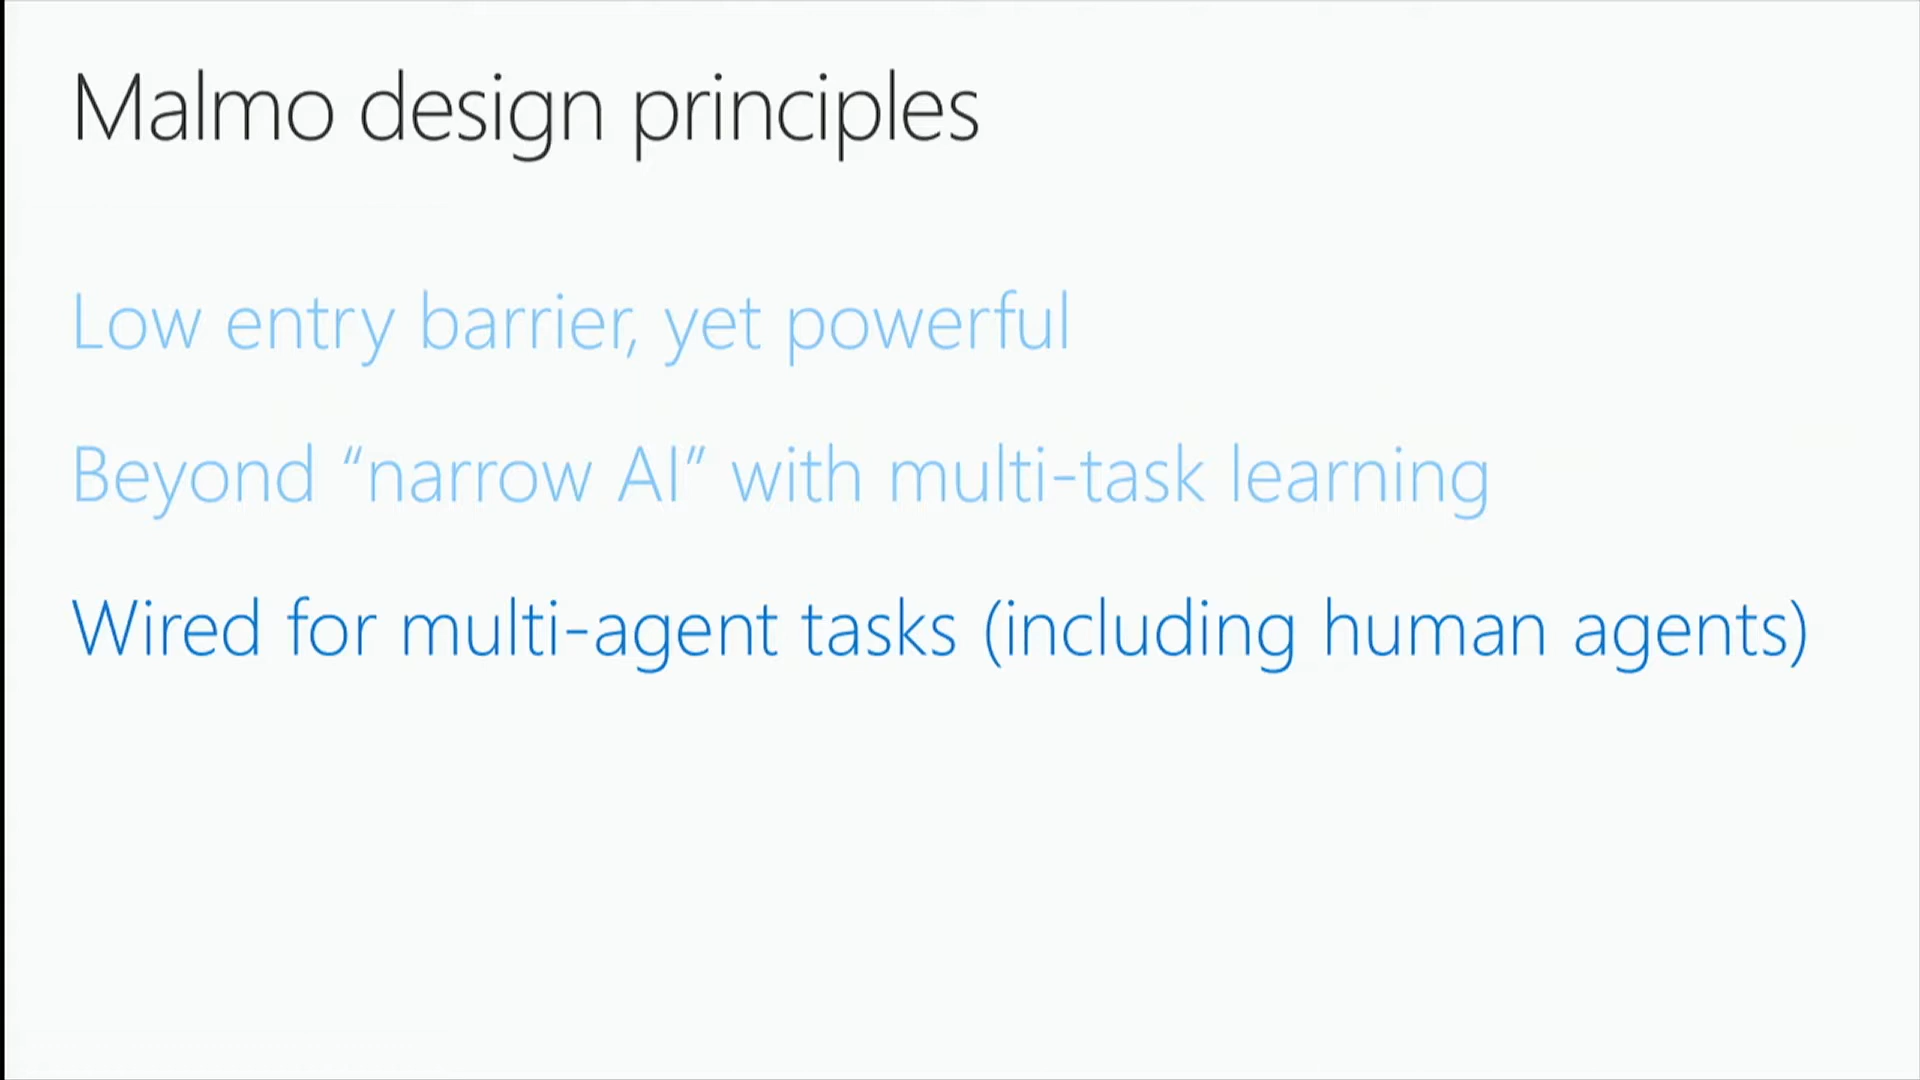 Malmo design principles
Low entry barrier, yet powerful
Beyond “narrow AI” with multi-task learning
Wired for multi-agent tasks (including human agents)